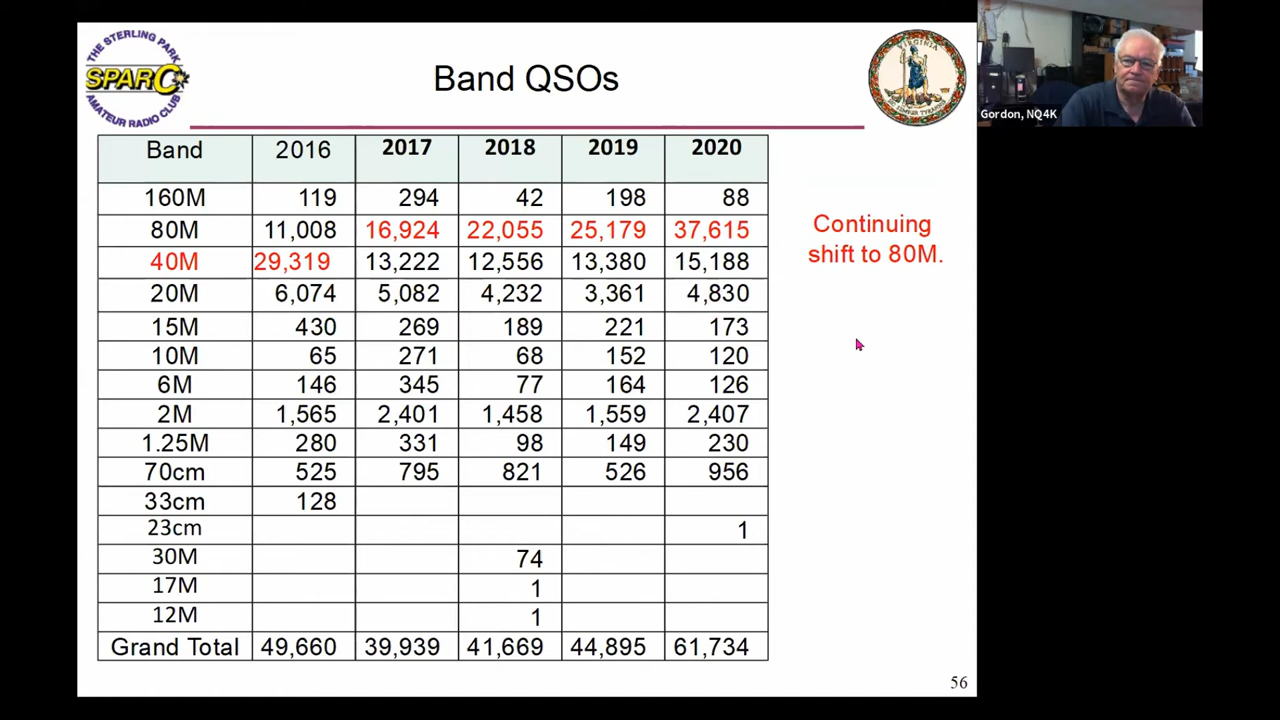 THE STERLING PARK
SPARC
AMATEUR RADIO CLUB
Band QSOs
VIRGINIA
Gordon, NQ4K
Band 2016 2017 2018 2019 2020
160M 119 294 42 198 88
80M 11,008 16,924 22,055 25,179 37,615
40M 29,319 13,222 12,556 13,380 15,188
20M 6,074 5,082 4,232 3,361 4,830
15M 430 269 189 221 173
10M 65 271 68 152 120
6M 146 345 77 164 126
2M 1,565 2,401 1,458 1,559 2,407
1.25M 280 331 98 149 230
70cm 525 795 821 526 956
33cm 128
23cm 1
30M 74
17M 1
12M 1
Grand Total 49,660 39,939 41,669 44,895 61,734
Continuing
shift to 80M.
56